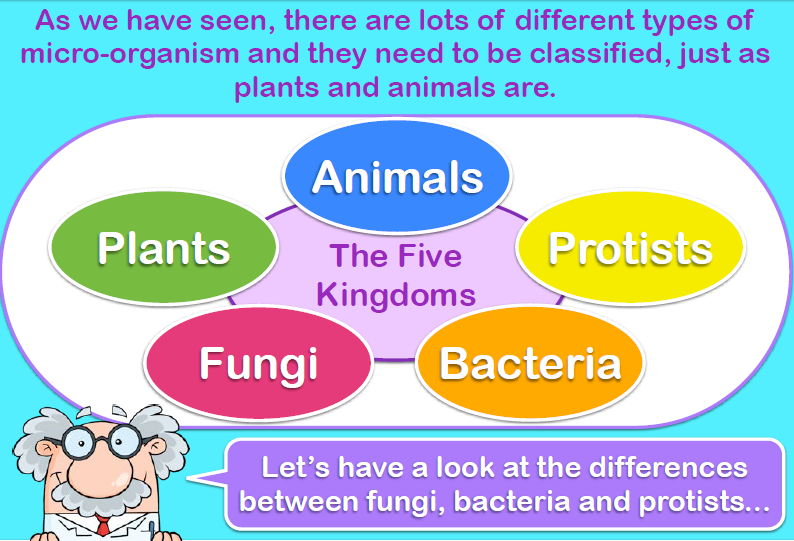 As we have seen, there are lots of different types of
micro-organism and they need to be classified, just as
plants and animals are.
Animals
Plants
Protists
The Five
Kingdoms
Fungi
Bacteria
Let's have a look at the differences
between fungi, bacteria and protists...